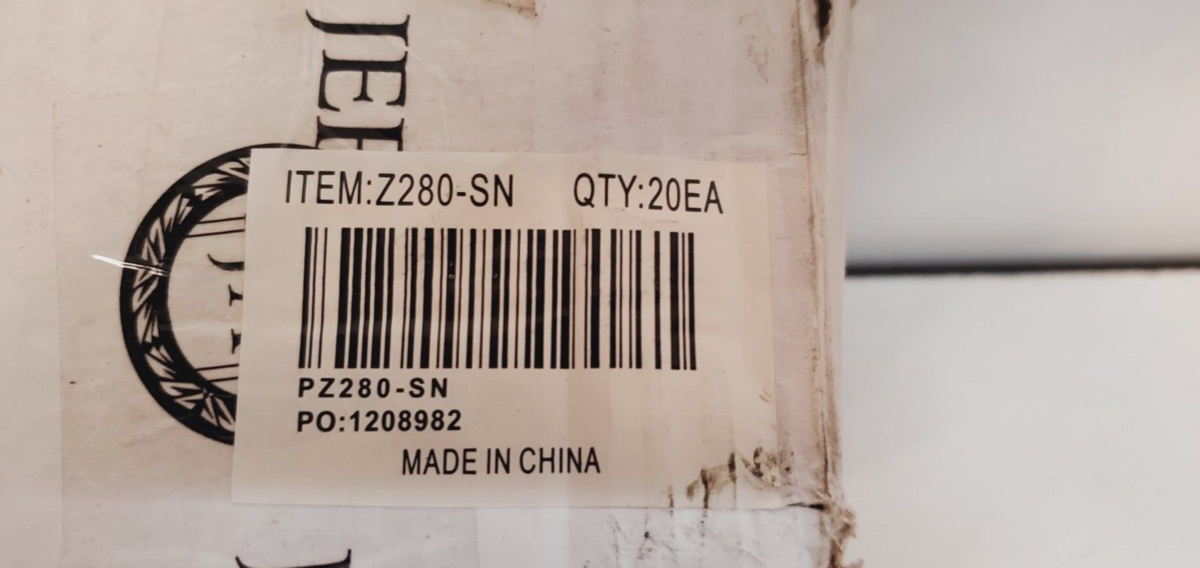 ITEM:Z280-SN QTY:20EA
PZ280-SN
PO:1208982
MADE IN CHINA